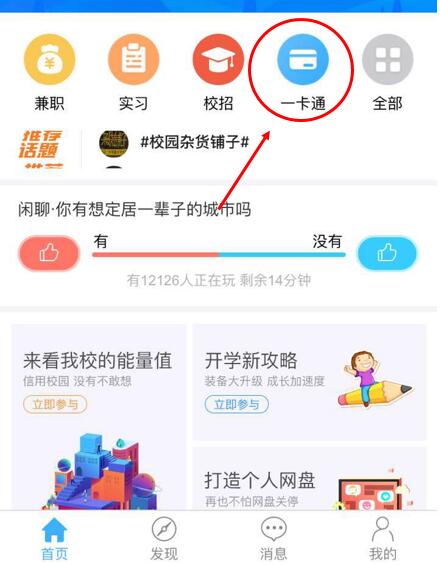 兼职
实习
校招
一卡通
全部
推荐
话题
#校园杂货铺子#
闲聊·你有想定居一辈子的城市吗
有
没有
有12126人正在玩 剩余14分钟
来看我校的能量值
信用校园 没有不敢想
立即参与
开学新攻略
装备大升级 成长加速度
立即参与
打造个人网盘
再也不怕网盘关停
首页
发现
消息
我的